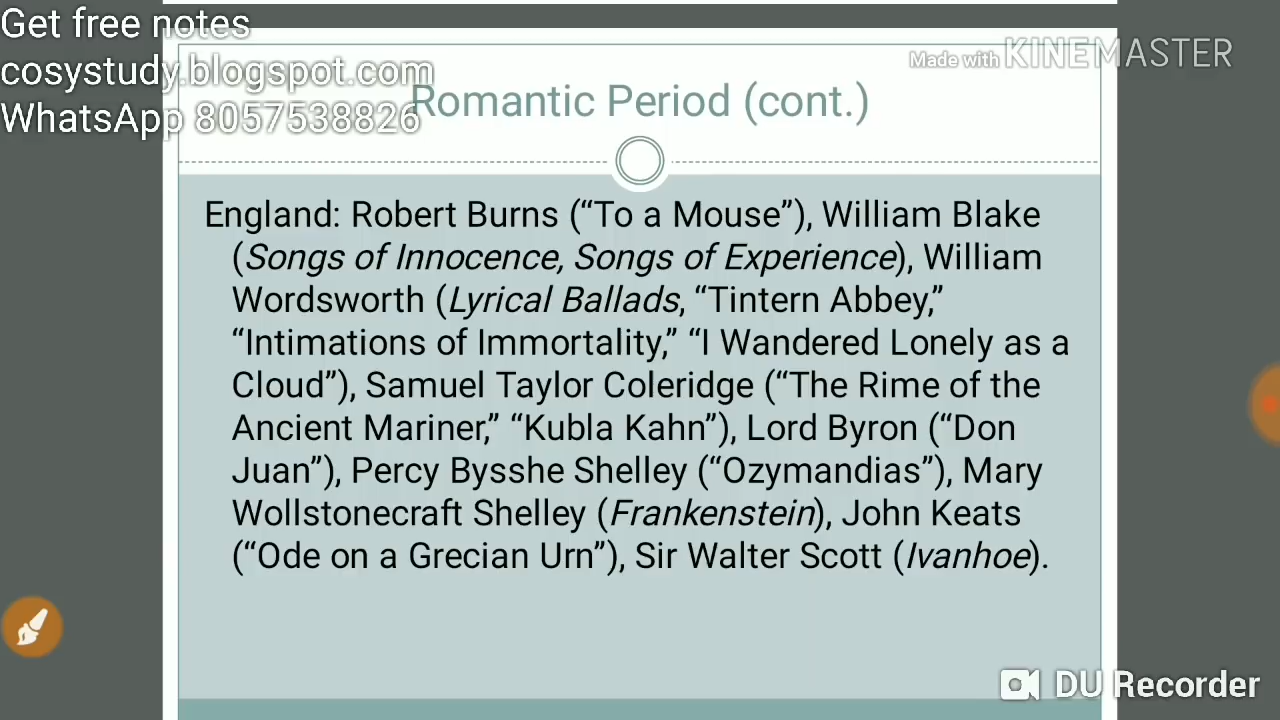 Get free notes
cosystudy.blogspot.com
WhatsApp 8057538826
Made with KINEMASTER
Romantic Period (cont.)
England: Robert Burns (“To a Mouse”), William Blake
(Songs of Innocence, Songs of Experience), William
Wordsworth (Lyrical Ballads, “Tintern Abbey,”
“Intimations of Immortality,” “I Wandered Lonely as a
Cloud”), Samuel Taylor Coleridge (“The Rime of the
Ancient Mariner,” “Kubla Kahn”), Lord Byron (“Don
Juan”), Percy Bysshe Shelley (“Ozymandias”), Mary
Wollstonecraft Shelley (Frankenstein), John Keats
(“Ode on a Grecian Urn”), Sir Walter Scott (Ivanhoe).
DU Recorder